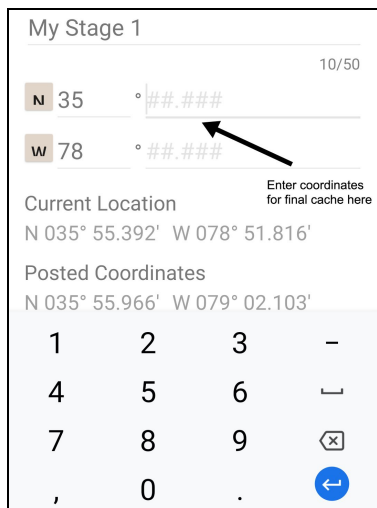 My Stage 1
10/50
N 35 ° ##.###
W 78 ° ##.###
Enter coordinates
for final cache here
Current Location
N 035° 55.392' W 078° 51.816'
Posted Coordinates
N 035° 55.966' W 079° 02.103'
1 2 3 –
4 5 6
7 8 9
, 0 .